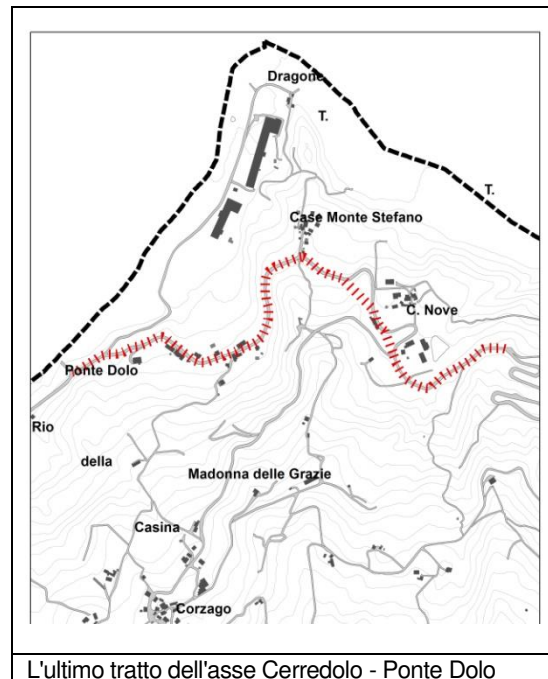 Dragone
T.
T.
Case Monte Stefano
C. Nove
Ponte Dolo
Rio
della
Madonna delle Grazie
Casina
Corzago
L'ultimo tratto dell'asse Cerredolo - Ponte Dolo